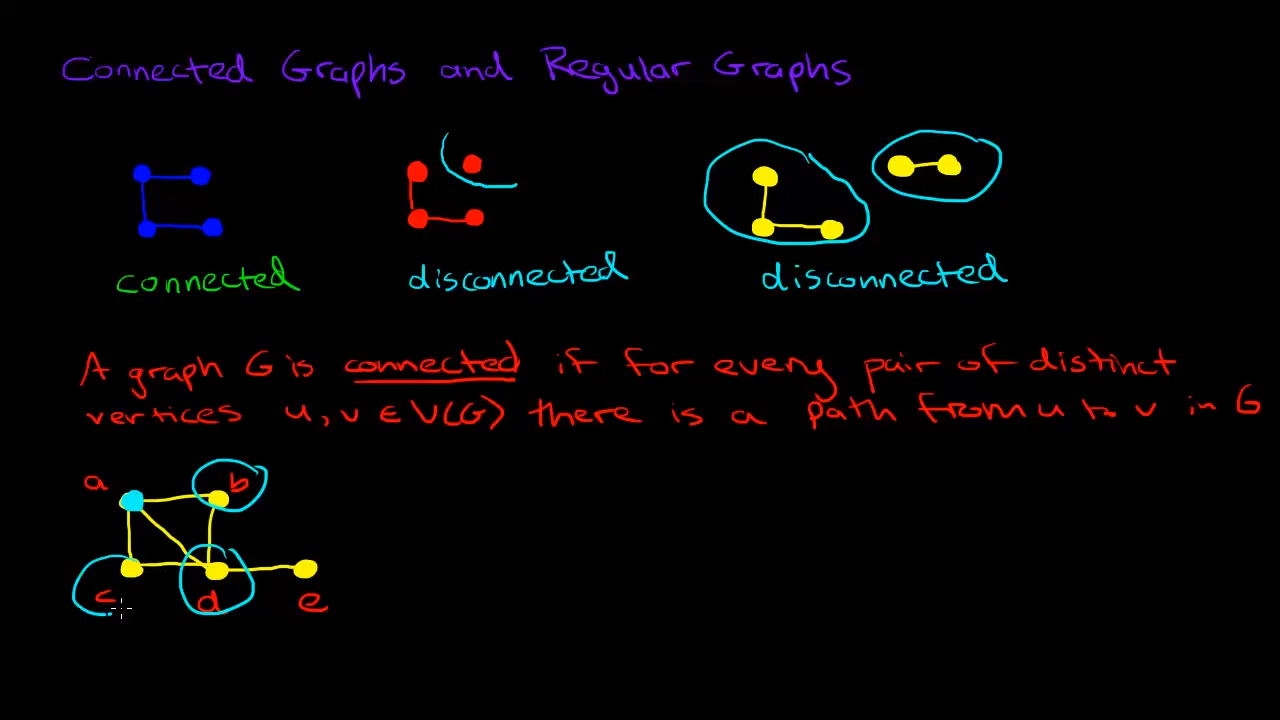 Connected Graphs and Regular Graphs
connected disconnected disconnected
A graph G is connected if for every pair of distinct
vertices u, v ∈ V(G) there is a path from u to v in G
a b
c d e